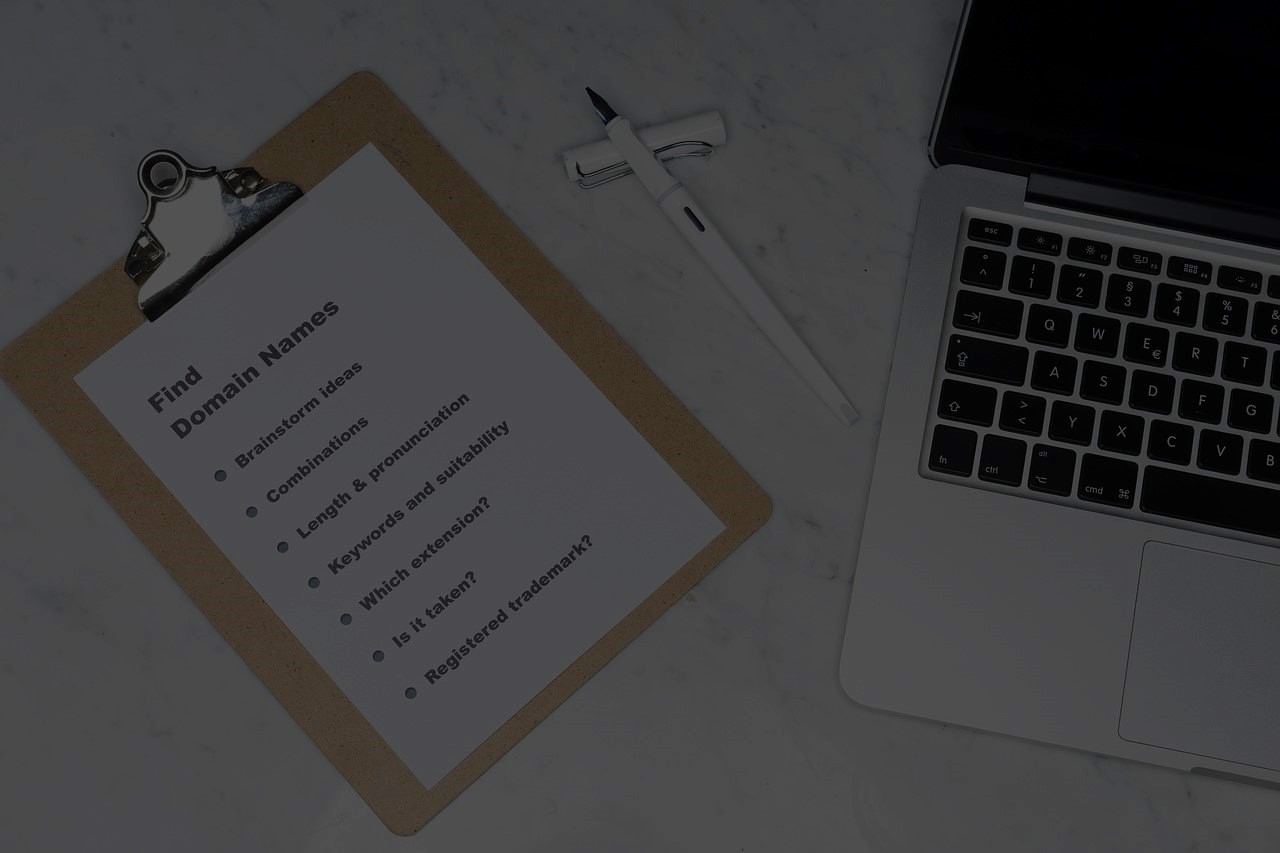 Find
Domain Names
Brainstorm ideas
Combinations
Length & pronunciation
Keywords and suitability
Which extension?
Is it taken?
Registered trademark?
esc
F1
F2
F3
F4
F5
°
^
!
1
"
2
§
3
$
4
%
5
&
6
Q
W
E
€
R
T
A
S
D
F
G
>
<
Y
X
C
V
B
fn
ctrl
alt
cmd